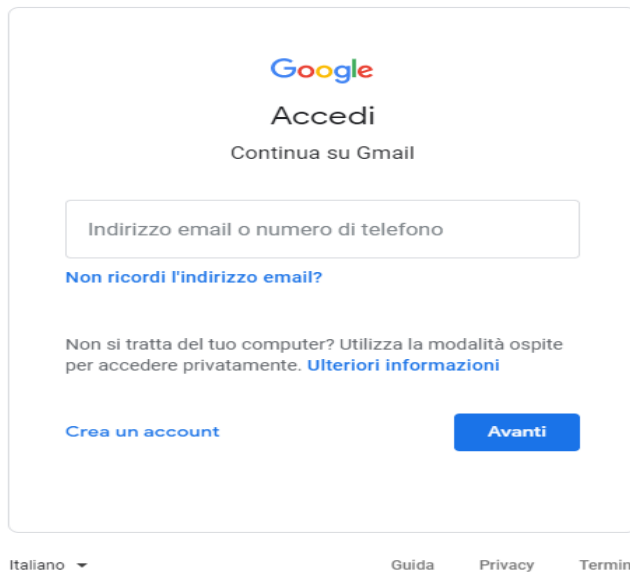 Google
Accedi
Continua su Gmail
Indirizzo email o numero di telefono
Non ricordi l'indirizzo email?
Non si tratta del tuo computer? Utilizza la modalità ospite
per accedere privatamente. Ulteriori informazioni
Crea un account Avanti
Italiano Guida Privacy Termin